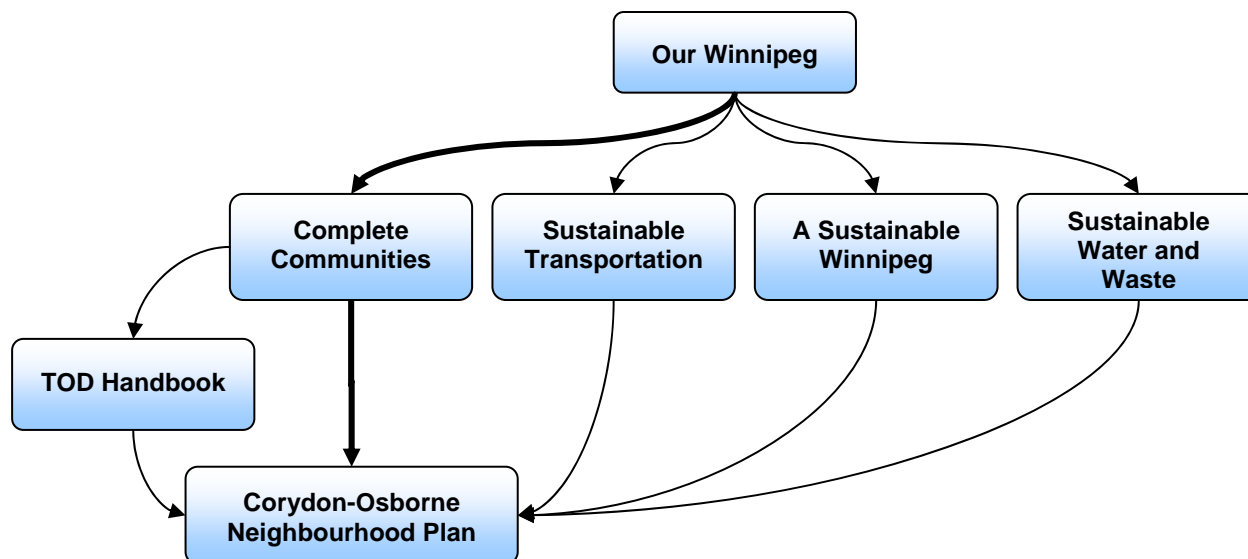 Our Winnipeg
Complete
Communities
Sustainable
Transportation
A Sustainable
Winnipeg
Sustainable
Water and
Waste
TOD Handbook
Corydon-Osborne
Neighbourhood Plan